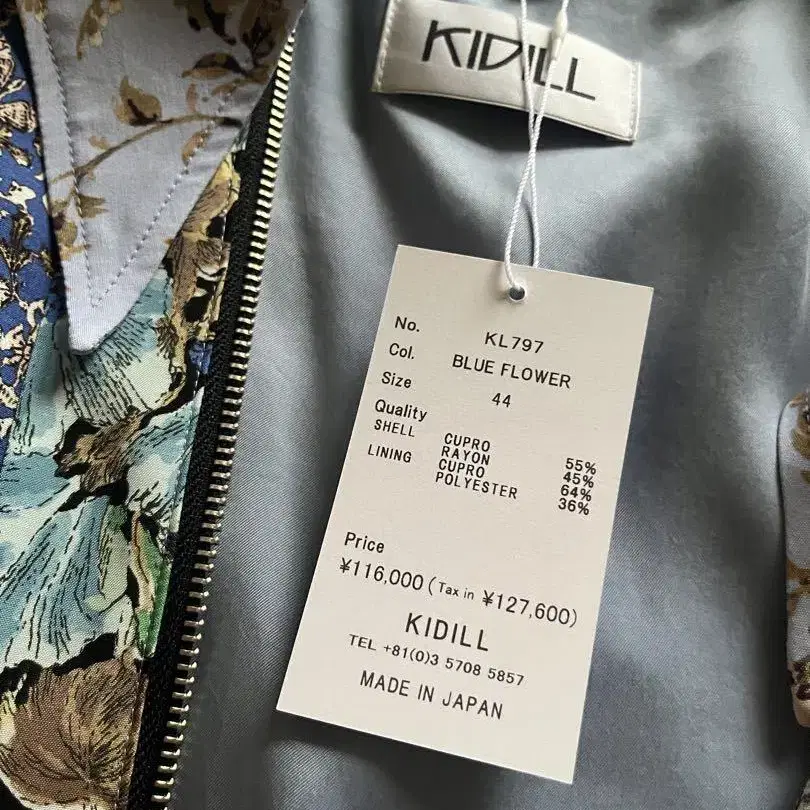 KIDILL
No. KL797
Col. BLUE FLOWER
Size 44
Quality
SHELL CUPRO 55%
RAYON 45%
LINING CUPRO 64%
POLYESTER 36%
Price
¥116,000 (Tax in ¥127,600)
KIDILL
TEL +81(0)3 5708 5857
MADE IN JAPAN